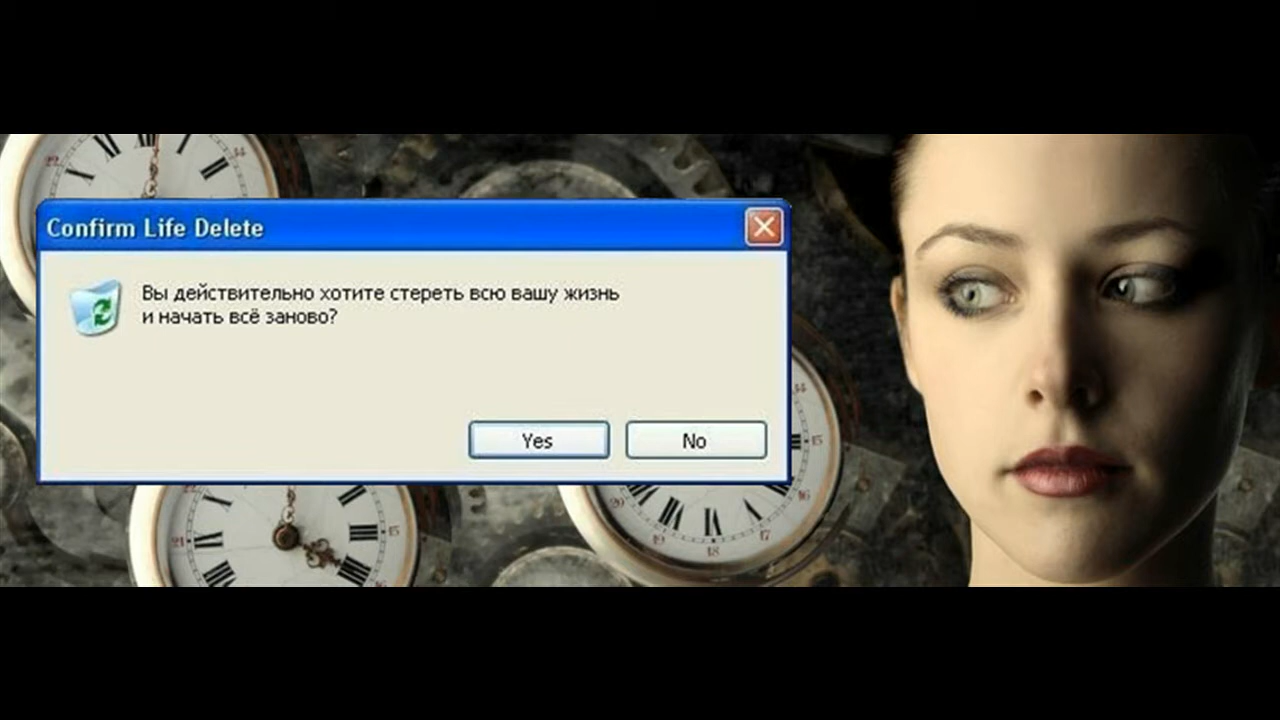 Confirm Life Delete
Вы действительно хотите стереть всю вашу жизнь
и начать всё заново?
Yes
No